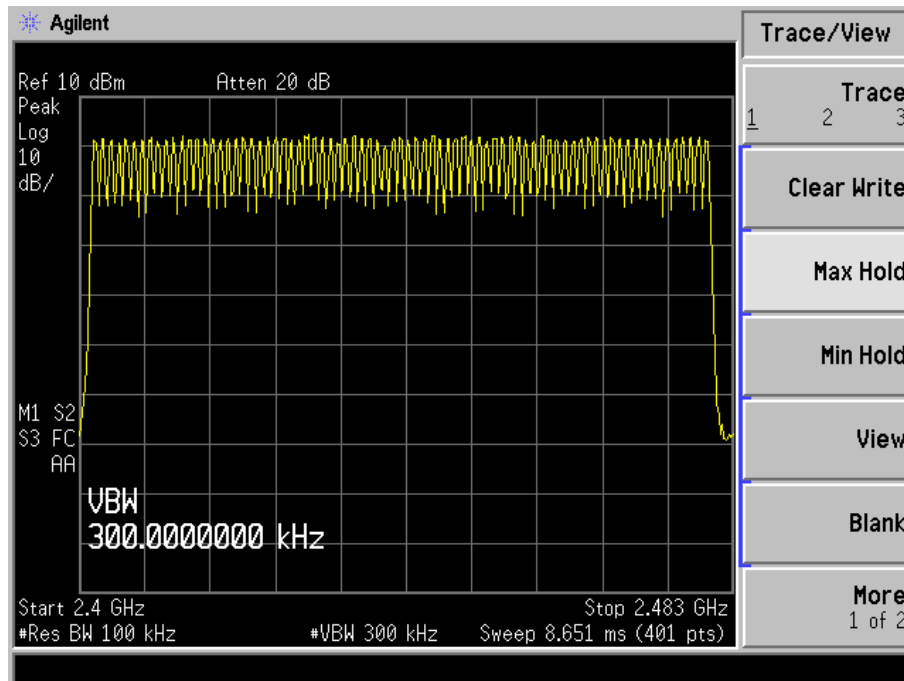 Agilent
Trace/View
Ref 10 dBm Atten 20 dB
Peak
Log
10
dB/
M1 S2
S3 FC
AA
VBW
300.0000000 kHz
Start 2.4 GHz Stop 2.483 GHz
#Res BW 100 kHz #VBW 300 kHz Sweep 8.651 ms (401 pts)
Trace
1 2 3
Clear Write
Max Hold
Min Hold
View
Blank
More
1 of 2